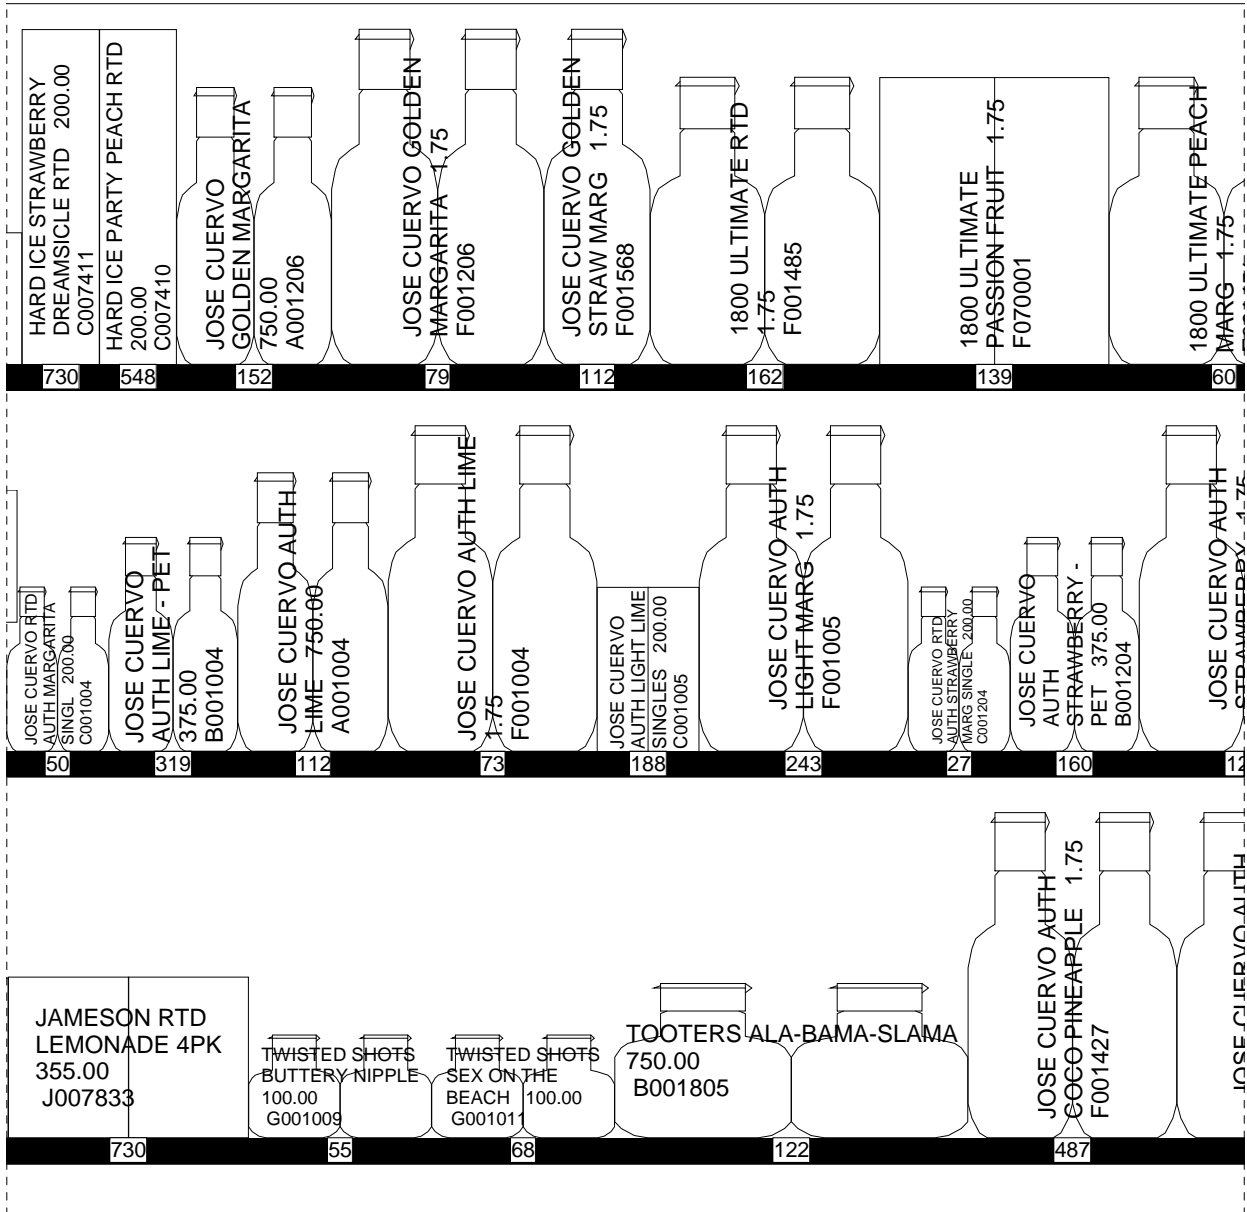 HARD ICE STRAWBERRY
DREAMSICLE RTD 200.00
C007411
HARD ICE PARTY PEACH RTD
200.00
C007410
JOSE CUERVO
GOLDEN MARGARITA
750.00
A001206
JOSE CUERVO GOLDEN
MARGARITA 1.75
F001206
JOSE CUERVO GOLDEN
STRAW MARG 1.75
F001568
1800 ULTIMATE RTD
1.75
F001485
1800 ULTIMATE
PASSION FRUIT 1.75
F070001
1800 ULTIMATE PEACH
MARG 1.75
730
548
152
79
112
162
139
60
JOSE CUERVO RTD
AUTH MARGARITA
SINGL 200.00
C001004
JOSE CUERVO
AUTH LIME - PET
375.00
B001004
JOSE CUERVO AUTH
LIME 750.00
A001004
JOSE CUERVO AUTH LIME
1.75
F001004
JOSE CUERVO
AUTH LIGHT LIME
SINGLES 200.00
C001005
JOSE CUERVO AUTH
LIGHT MARG 1.75
F001005
JOSE CUERVO RTD
AUTH STRAWBERRY
MARG SINGLE 200.00
C001204
JOSE CUERVO
AUTH
STRAWBERRY -
PET 375.00
B001204
JOSE CUERVO AUTH
STRAWBERRY 1.75
50
319
112
73
188
243
27
160
12
JAMESON RTD
LEMONADE 4PK
355.00
J007833
TWISTED SHOTS
BUTTERY NIPPLE
100.00
G001009
TWISTED SHOTS
SEX ON THE
BEACH 100.00
G001011
TOOTERS ALA-BAMA-SLAMA
750.00
B001805
JOSE CUERVO AUTH
COCO PINEAPPLE 1.75
F001427
JOSE CUERVO AUTH
730
55
68
122
487